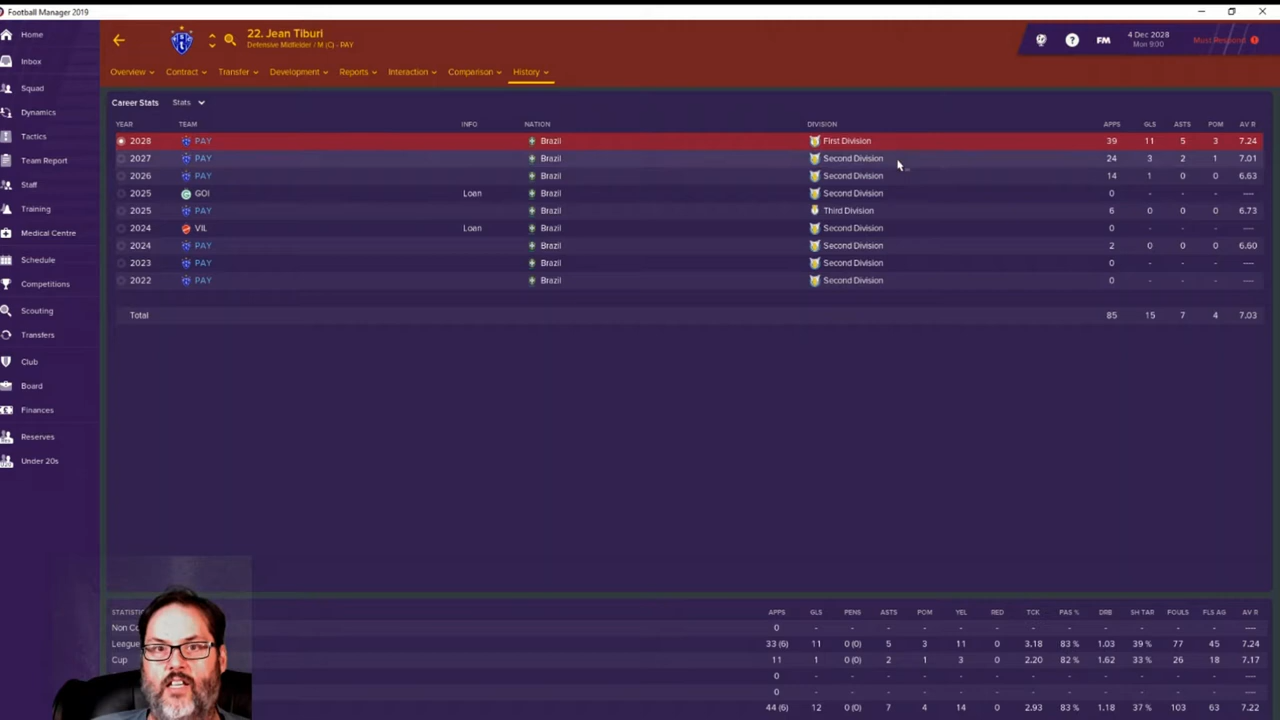 Football Manager 2019
Home
Inbox
Squad
Dynamics
Tactics
Team Report
Staff
Training
Medical Centre
Schedule
Competitions
Scouting
Transfers
Club
Board
Finances
Reserves
Under 20s
22. Jean Tiburi
Defensive Midfielder / M (C) - PAY
? FM 4 Dec 2028 Mon 9:00 Must Respond
Overview Contract Transfer Development Reports Interaction Comparison History
Career Stats Stats
YEAR TEAM INFO NATION DIVISION APPS GLS ASTS POM AV R
2028 PAY Brazil First Division 39 11 5 3 7.24
2027 PAY Brazil Second Division 24 3 2 1 7.01
2026 PAY Brazil Second Division 14 1 0 0 6.63
2025 GOI Loan Brazil Second Division 0 - - - ---
2025 PAY Brazil Third Division 6 0 0 0 6.73
2024 VIL Loan Brazil Second Division 0 - - - ---
2024 PAY Brazil Second Division 2 0 0 0 6.60
2023 PAY Brazil Second Division 0 - - - ---
2022 PAY Brazil Second Division 0 - - - ---
Total 85 15 7 4 7.03
APPS GLS PENS ASTS POM YEL RED TCK PAS % DRB SH TAR FOULS FLS AG AV R
Non 0 - - - - - - - - - - - - ---
33 (6) 11 0 (0) 5 3 11 0 3.18 83 % 1.03 39 % 77 45 7.24
Cup 11 1 0 (0) 2 1 3 0 2.20 82 % 1.62 33 % 26 18 7.17
0 - - - - - - - - - - - - ---
0 - - - - - - - - - - - - ---
44 (6) 12 0 (0) 7 4 14 0 2.93 83 % 1.18 37 % 103 63 7.22